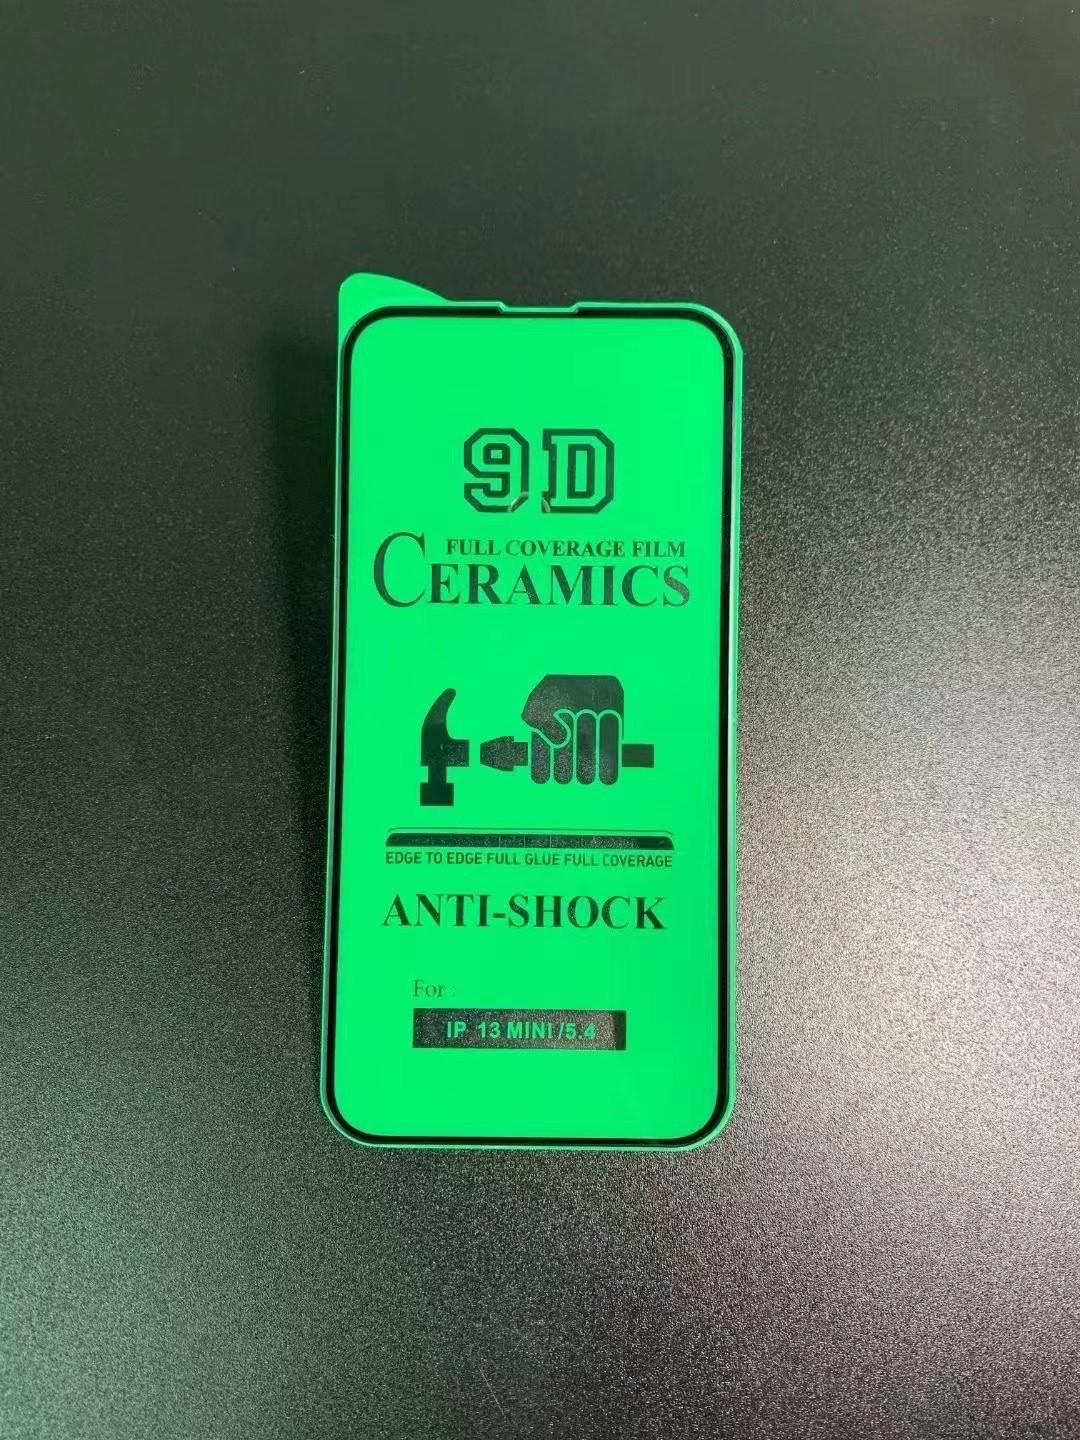 9D
FULL COVERAGE FILM
CERAMICS
EDGE TO EDGE FULL GLUE FULL COVERAGE
ANTI-SHOCK
For :
IP 13 MINI /5.4